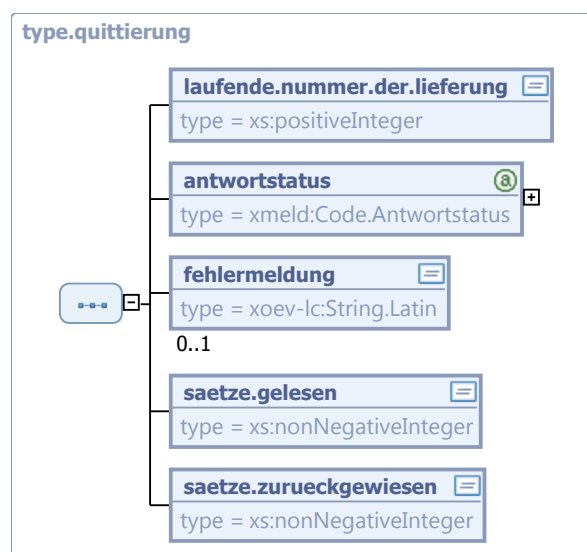 type.quittierung
laufende.nummer.der.lieferung
type = xs:positiveInteger
antwortstatus
type = xmeld:Code.Antwortstatus
fehlermeldung
type = xoev-lc:String.Latin
0..1
saetze.gelesen
type = xs:nonNegativeInteger
saetze.zurueckgewiesen
type = xs:nonNegativeInteger